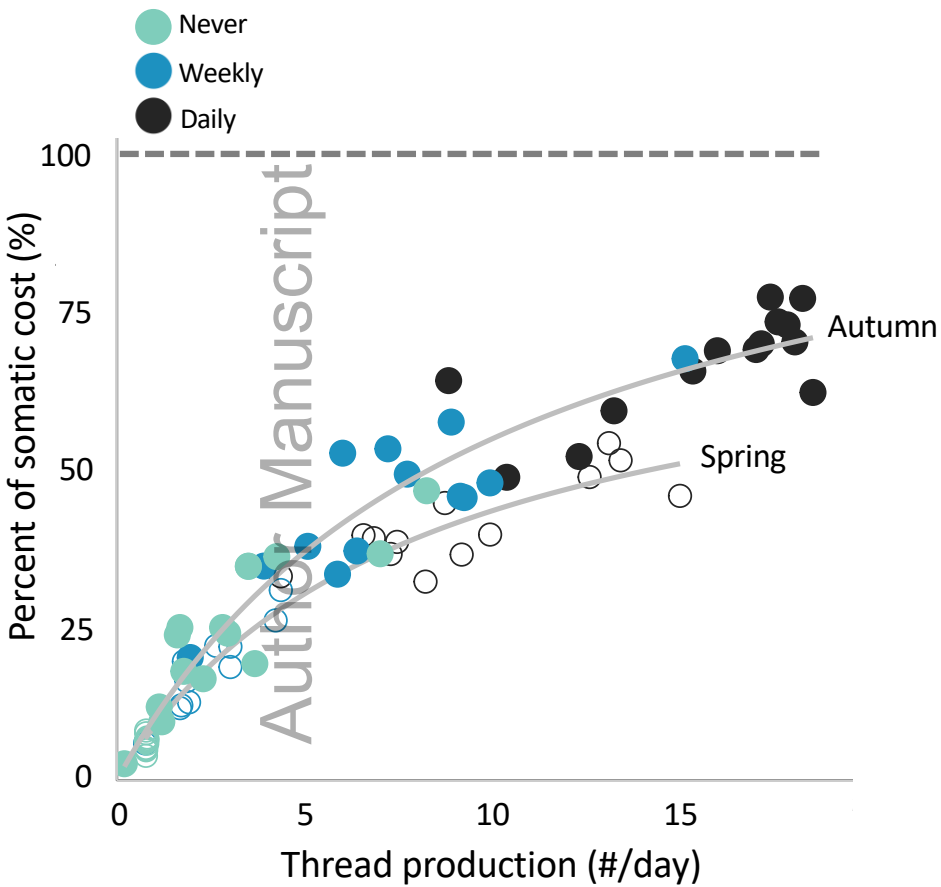 Never
Weekly
Daily
100
75
50
25
0
0 5 10 15
Percent of somatic cost (%)
Thread production (#/day)
Autumn
Spring
Author Manuscript